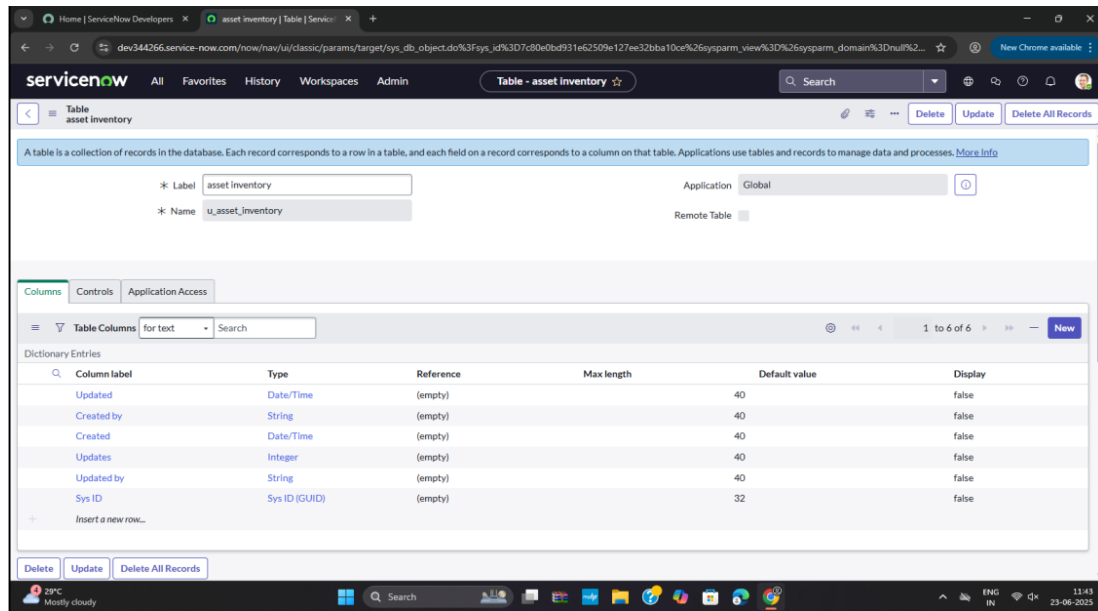 Home | ServiceNow Developers
asset inventory | Table | Service
dev344266.service-now.com/now/nav/ui/classic/params/target/sys_db_object.do%3Fsys_id%3D7c80e0bd931e62509e127ee32bba10ce%26sysparm_view%3D%26sysparm_domain%3Dnull%2...
New Chrome available
servicenow All Favorites History Workspaces Admin Table - asset inventory Search
Table
asset inventory
Delete Update Delete All Records
A table is a collection of records in the database. Each record corresponds to a row in a table, and each field on a record corresponds to a column on that table. Applications use tables and records to manage data and processes. More Info
Label asset inventory Application Global
Name u_asset_inventory Remote Table
Columns Controls Application Access
Table Columns for text Search 1 to 6 of 6 New
Dictionary Entries
Column label Type Reference Max length Default value Display
Updated Date/Time (empty) 40 false
Created by String (empty) 40 false
Created Date/Time (empty) 40 false
Updates Integer (empty) 40 false
Updated by String (empty) 40 false
Sys ID Sys ID (GUID) (empty) 32 false
Insert a new row...
Delete Update Delete All Records
29°C
Mostly cloudy
Search
ENG
IN
11:43
23-06-2025